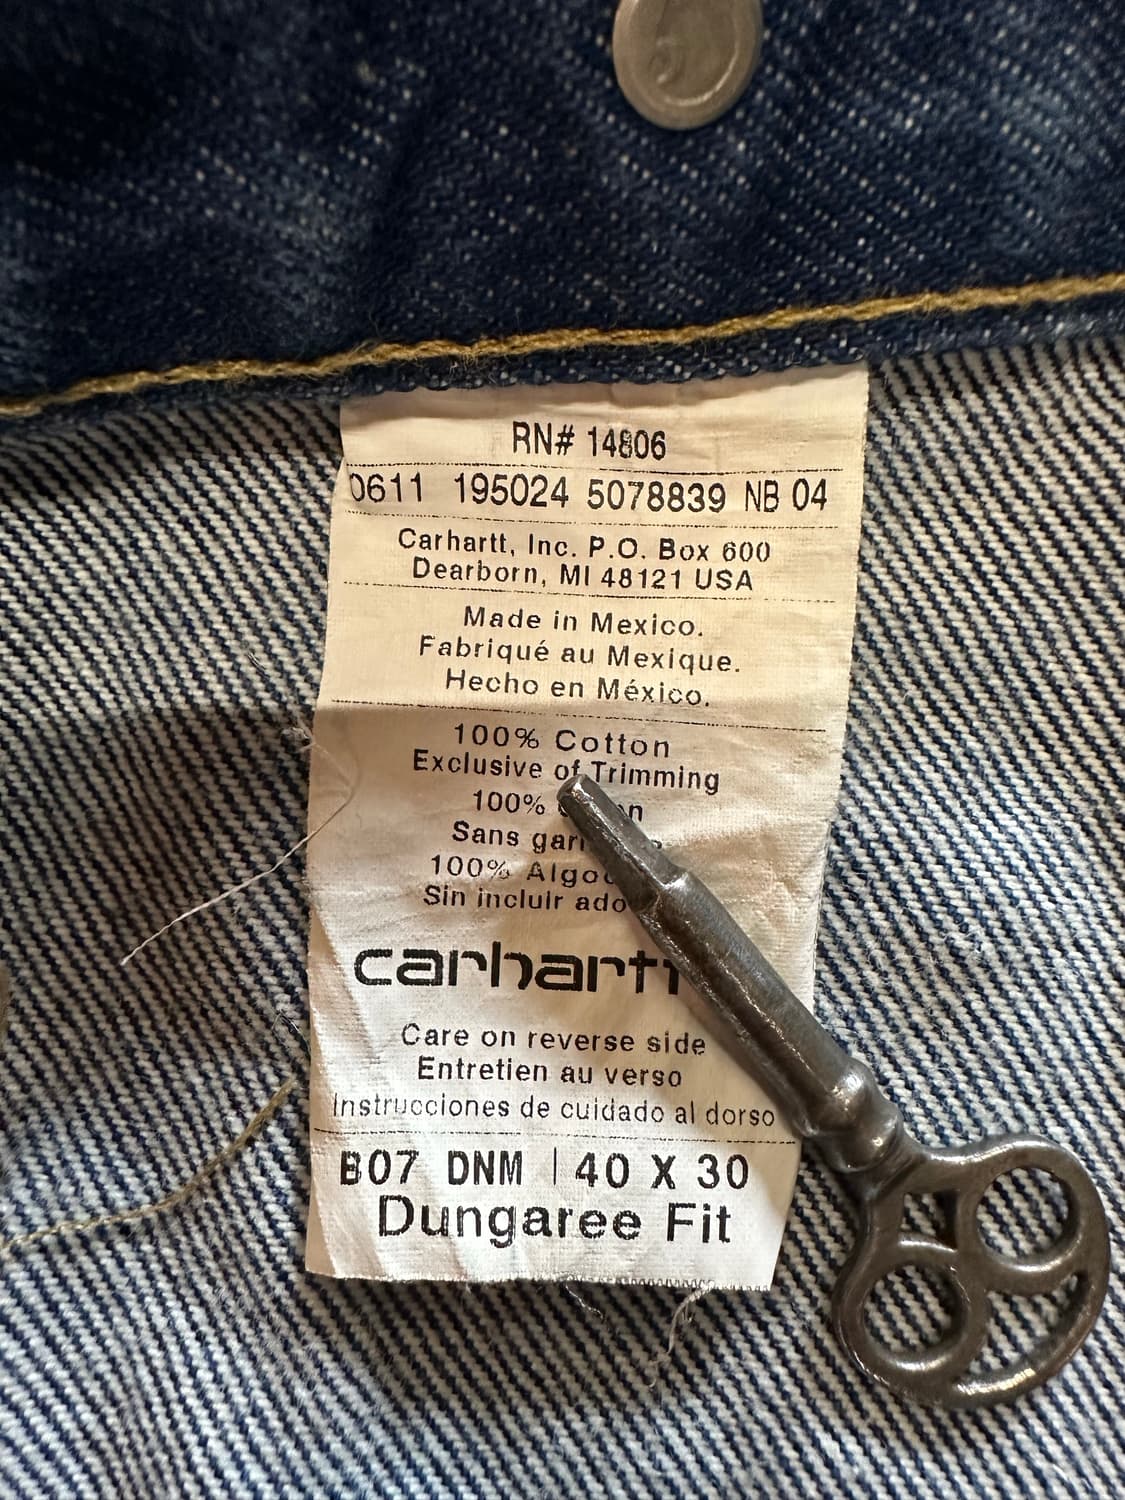 RN# 14806
0611 195024 5078839 NB 04
Carhartt, Inc. P.O. Box 600
Dearborn, MI 48121 USA
Made in Mexico.
Fabriqué au Mexique.
Hecho en México.
100% Cotton
Exclusive of Trimming
100%
Sans
100%
Sin incluir
carhartt
Care on reverse side
Entretien au verso
Instrucciones de cuidado al dorso
B07 DNM | 40 X 30
Dungaree Fit